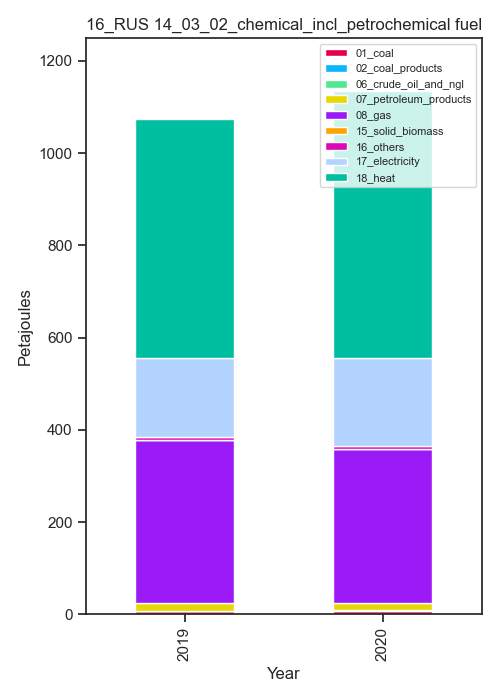 16_RUS 14_03_02_chemical_incl_petrochemical fuel
01_coal
02_coal_products
06_crude_oil_and_ngl
07_petroleum_products
08_gas
15_solid_biomass
16_others
17_electricity
18_heat
1200
1000
800
600
400
200
0
Petajoules
2019
2020
Year